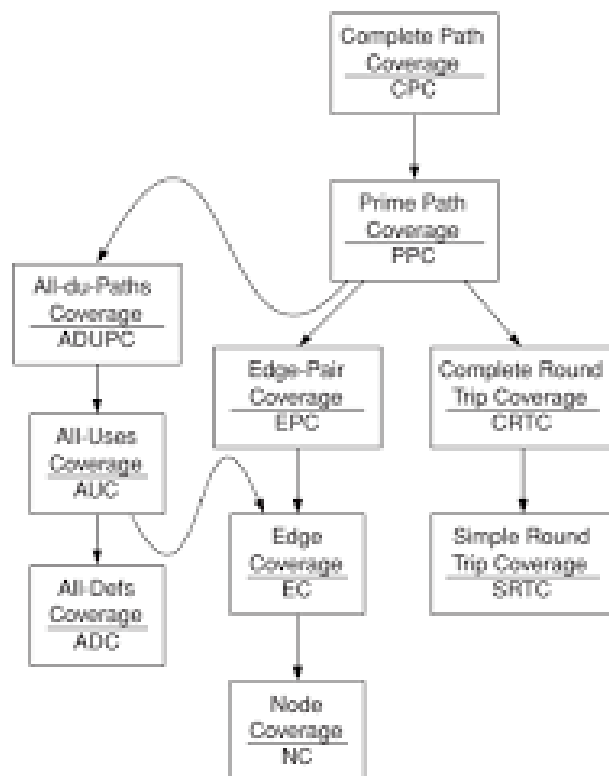 Complete Path
Coverage
CPC
Prime Path
Coverage
PPC
All-du-Paths
Coverage
ADUPC
Edge-Pair
Coverage
EPC
Complete Round
Trip Coverage
CRTC
All-Uses
Coverage
AUC
Edge
Coverage
EC
Simple Round
Trip Coverage
SRTC
All-Defs
Coverage
ADC
Node
Coverage
NC